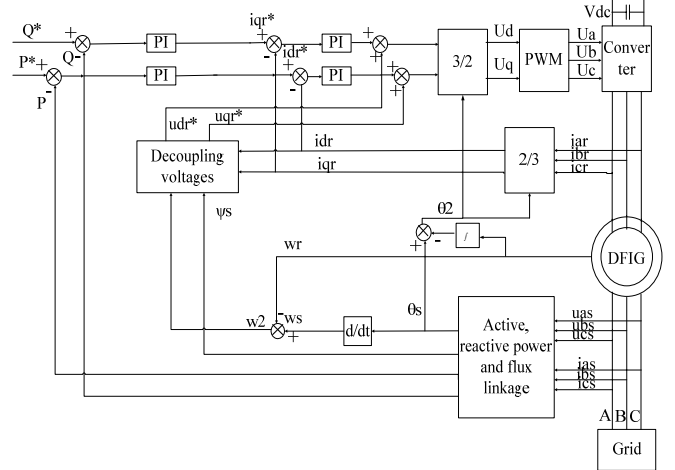 Vdc
Q*
+
Q-
PI
iqr*
+
-
idr*
PI
+
+
3/2
Ud
Uq
PWM
Ua
Ub
Uc
Conver
ter
P*+
P-
PI
+
-
PI
+
+
udr*
uqr*
Decoupling
voltages
idr
iqr
2/3
iar
ibr
icr
ψs
θ2
+
-
∫
wr
DFIG
θs
w2
-ws
+
d/dt
Active,
reactive power
and flux
linkage
uas
ubs
ucs
ias
ibs
ics
A B C
Grid